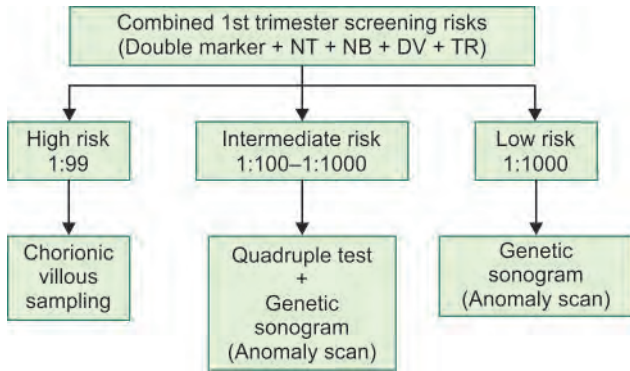 Combined 1st trimester screening risks
(Double marker + NT + NB + DV + TR)
High risk
1:99
Intermediate risk
1:100–1:1000
Low risk
1:1000
Chorionic
villous
sampling
Quadruple test
+
Genetic
sonogram
(Anomaly scan)
Genetic
sonogram
(Anomaly scan)